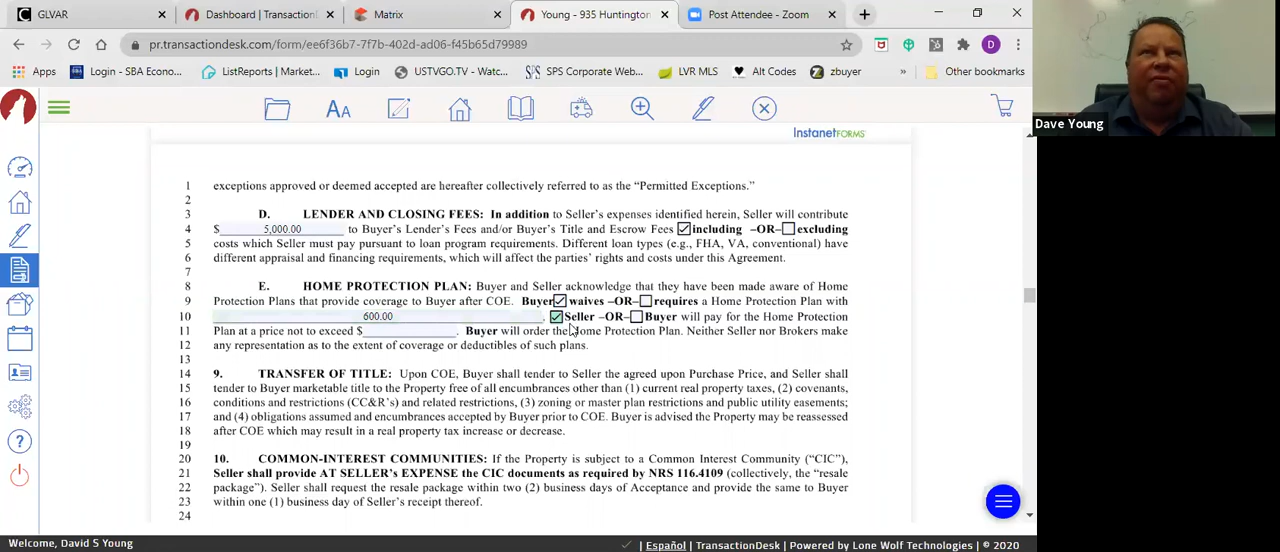 GLVAR
Dashboard | TransactionDesk
Matrix
Young - 935 Huntington
Post Attendee - Zoom
pr.transactiondesk.com/form/ee6f36b7-7f7b-402d-ad06-f45b65d79989
D
Apps
Login - SBA Econo...
ListReports | Market...
Login
USTVGO.TV - Watc...
SPS Corporate Web...
LVR MLS
Alt Codes
zbuyer
»
Other bookmarks
Dave Young
InstanetFORMS
1 exceptions approved or deemed accepted are hereafter collectively referred to as the “Permitted Exceptions.”
2
3 D. LENDER AND CLOSING FEES: In addition to Seller's expenses identified herein, Seller will contribute
4 $ 5,000.00 to Buyer's Lender's Fees and/or Buyer's Title and Escrow Fees including –OR– excluding
5 costs which Seller must pay pursuant to loan program requirements. Different loan types (e.g., FHA, VA, conventional) have
6 different appraisal and financing requirements, which will affect the parties' rights and costs under this Agreement.
8 E. HOME PROTECTION PLAN: Buyer and Seller acknowledge that they have been made aware of Home
9 Protection Plans that provide coverage to Buyer after COE. Buyer waives –OR– requires a Home Protection Plan with
10 600.00 . Seller –OR– Buyer will pay for the Home Protection
11 Plan at a price not to exceed $ . Buyer will order the Home Protection Plan. Neither Seller nor Brokers make
12 any representation as to the extent of coverage or deductibles of such plans.
14 9. TRANSFER OF TITLE: Upon COE, Buyer shall tender to Seller the agreed upon Purchase Price, and Seller shall
15 tender to Buyer marketable title to the Property free of all encumbrances other than (1) current real property taxes, (2) covenants,
16 conditions and restrictions (CC&R's) and related restrictions, (3) zoning or master plan restrictions and public utility easements;
17 and (4) obligations assumed and encumbrances accepted by Buyer prior to COE. Buyer is advised the Property may be reassessed
18 after COE which may result in a real property tax increase or decrease.
19
20 10. COMMON-INTEREST COMMUNITIES: If the Property is subject to a Common Interest Community (“CIC”),
21 Seller shall provide AT SELLER's EXPENSE the CIC documents as required by NRS 116.4109 (collectively, the “resale
22 package”). Seller shall request the resale package within two (2) business days of Acceptance and provide the same to Buyer
23 within one (1) business day of Seller's receipt thereof.
24
Welcome, David S Young
| Español | TransactionDesk | Powered by Lone Wolf Technologies | © 2020